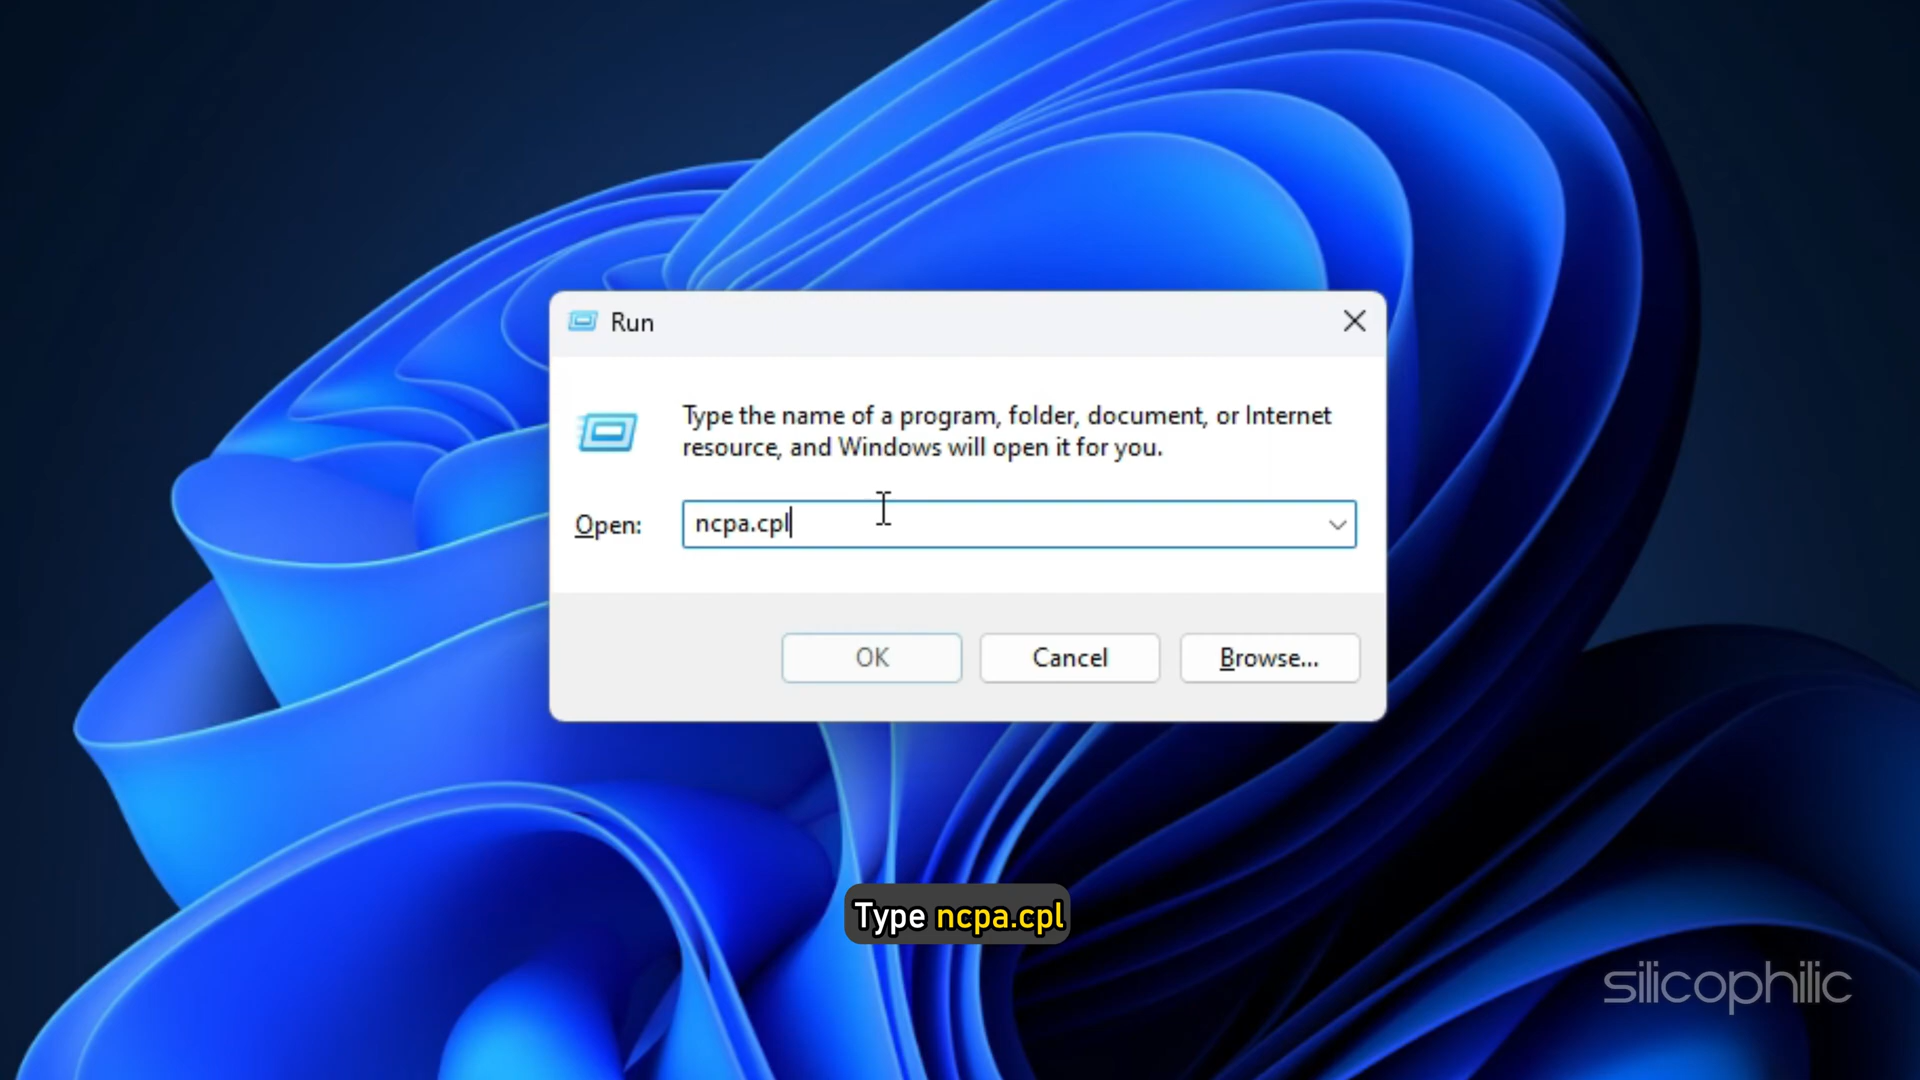 Run
Type the name of a program, folder, document, or Internet
resource, and Windows will open it for you.
Open: ncpa.cpl
OK Cancel Browse...
Type ncpa.cpl
silicophilic